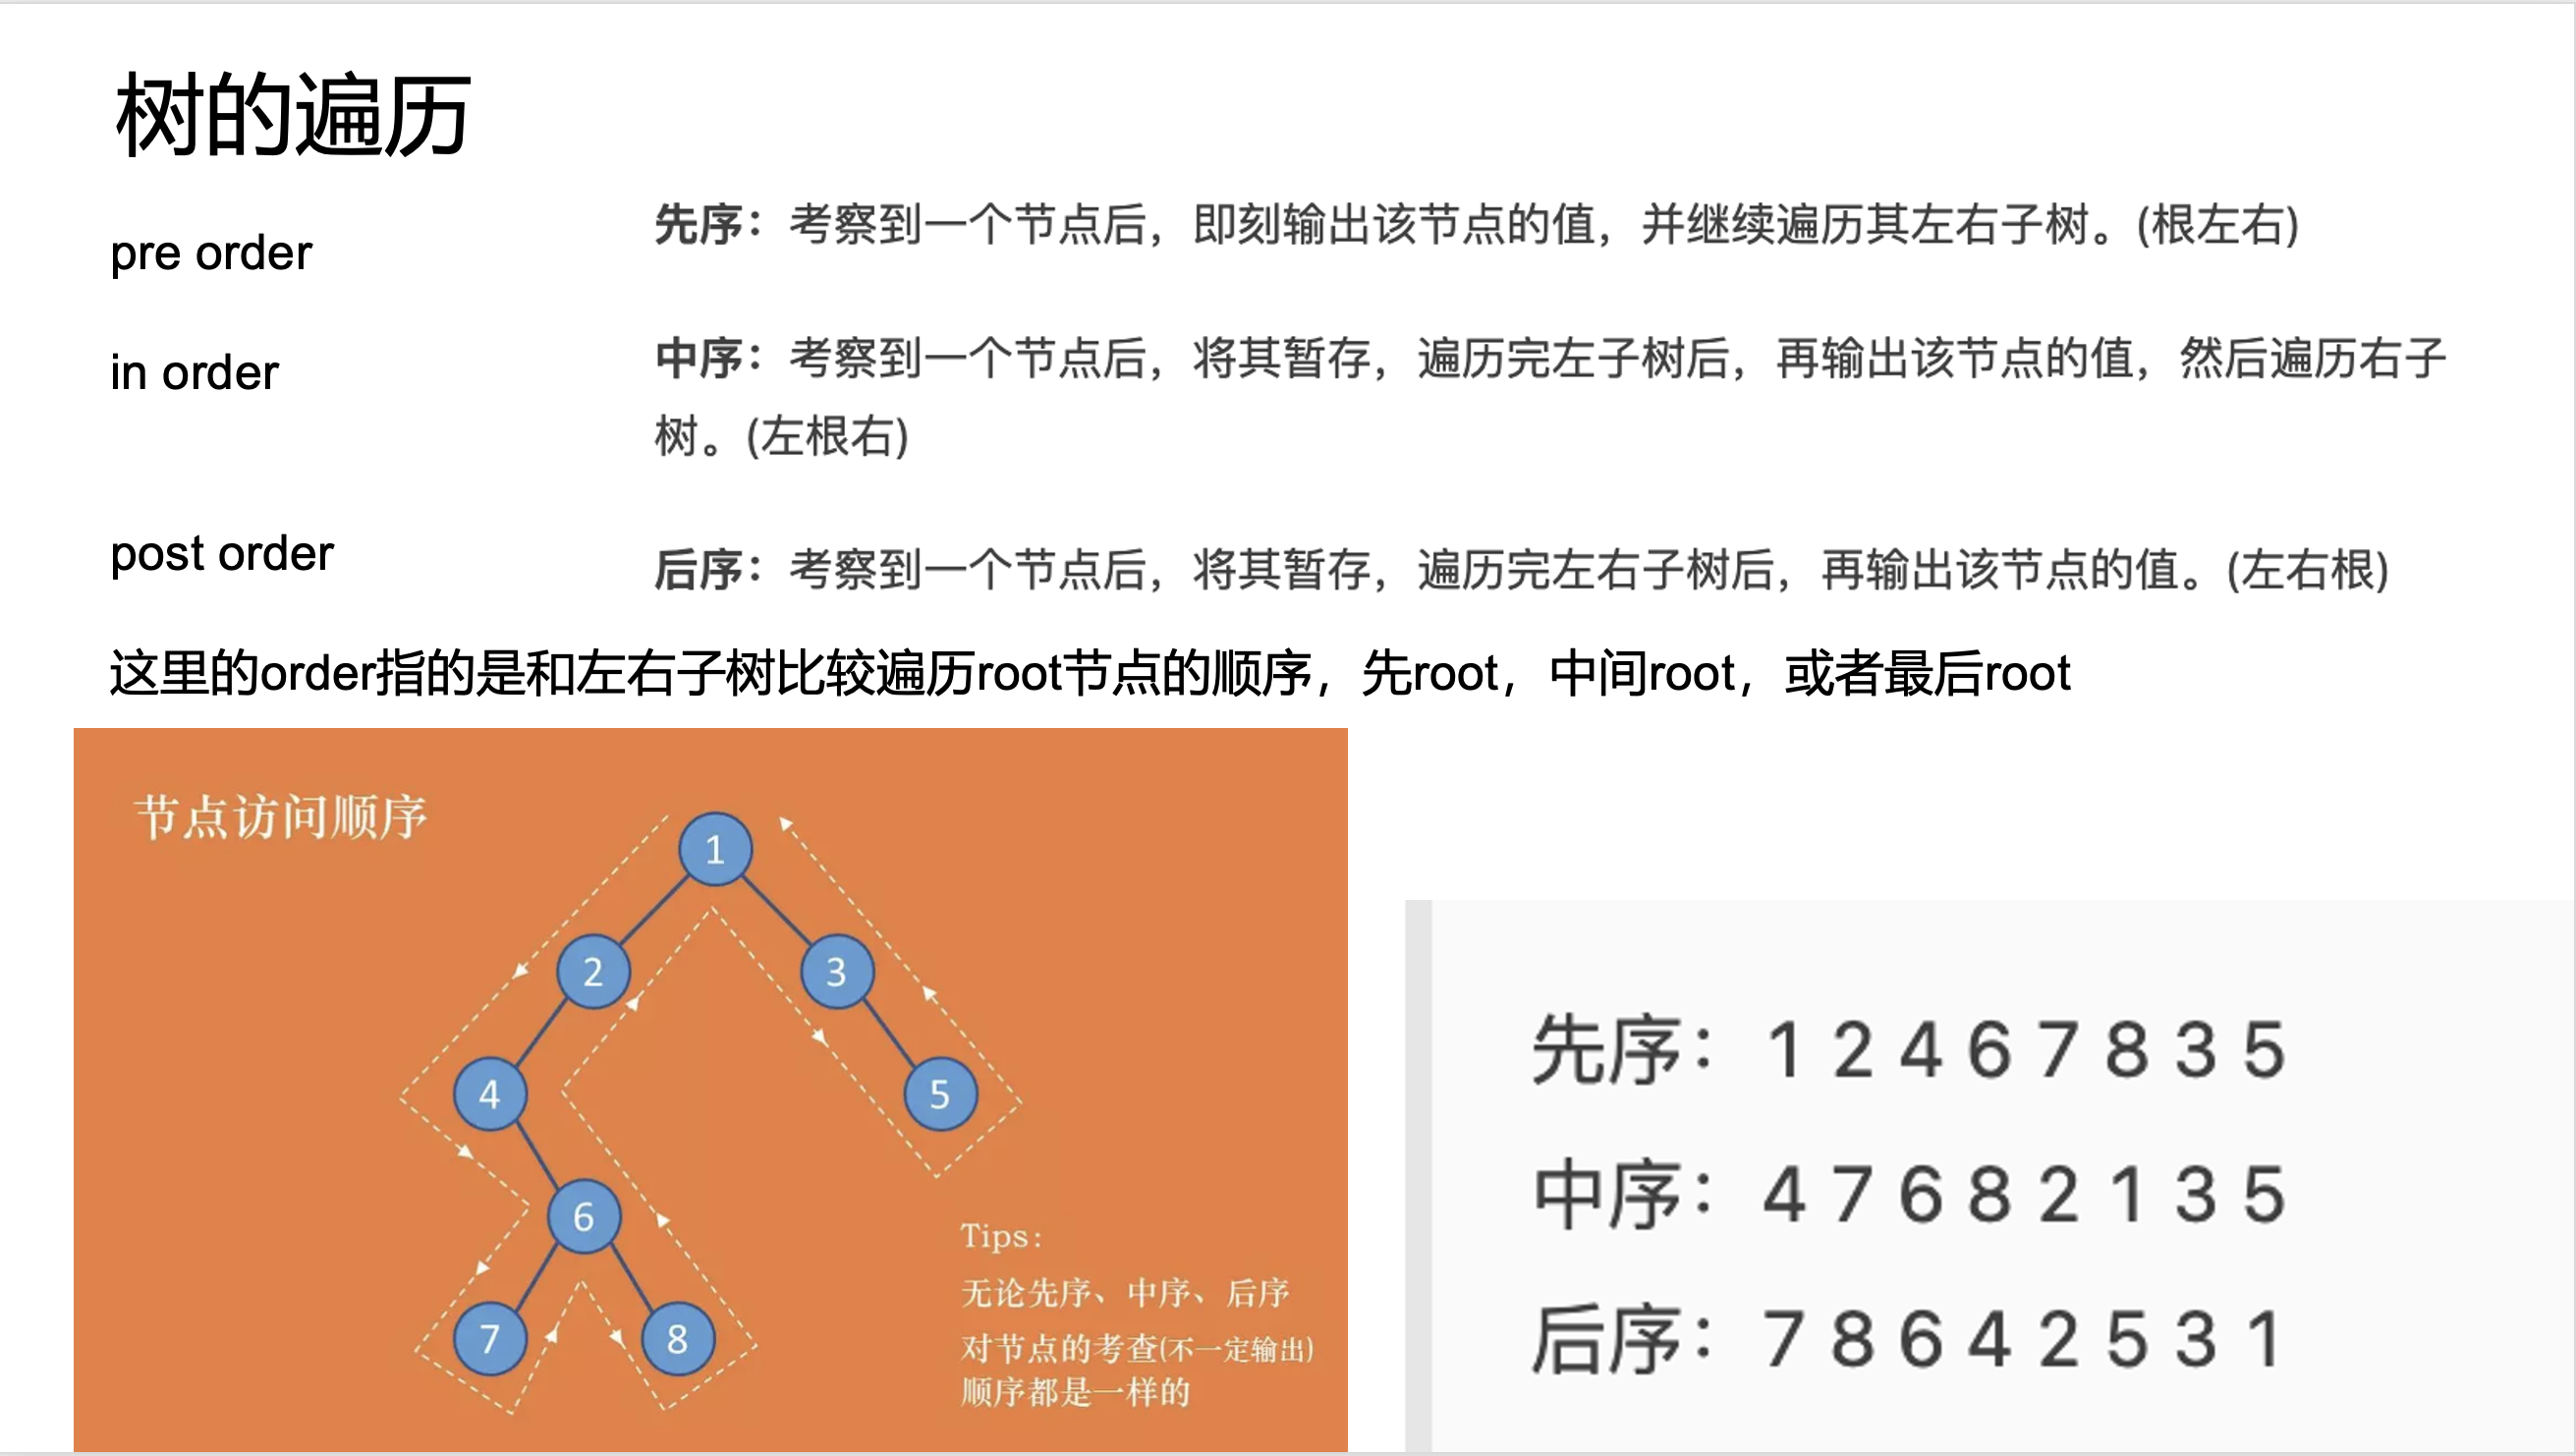 树的遍历
pre order
先序：考察到一个节点后，即刻输出该节点的值，并继续遍历其左右子树。(根左右)
in order
中序：考察到一个节点后，将其暂存，遍历完左子树后，再输出该节点的值，然后遍历右子
树。(左根右)
post order
后序：考察到一个节点后，将其暂存，遍历完左右子树后，再输出该节点的值。(左右根)
这里的order指的是和左右子树比较遍历root节点的顺序，先root，中间root，或者最后root
节点访问顺序
1
2
3
4
5
6
7
8
Tips：
无论先序、中序、后序
对节点的考查(不一定输出)
顺序都是一样的
先序：1 2 4 6 7 8 3 5
中序：4 7 6 8 2 1 3 5
后序：7 8 6 4 2 5 3 1